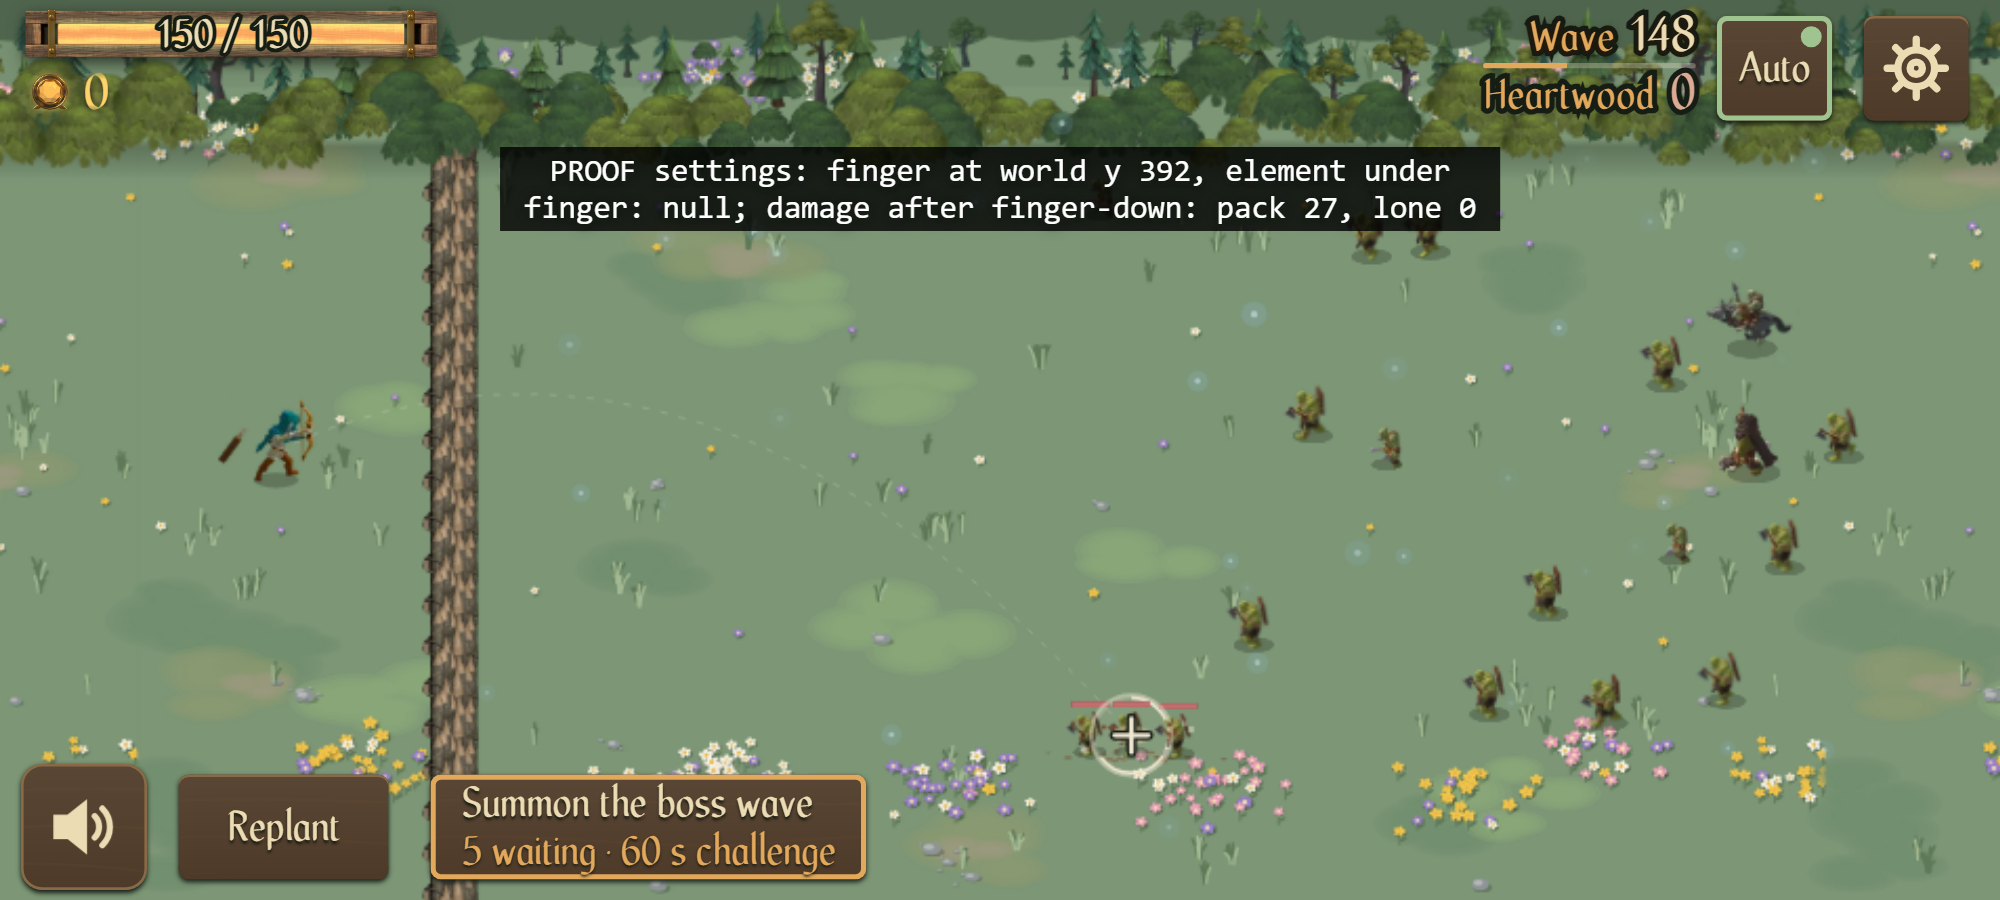 150 / 150
0
Wave 148
Heartwood 0
Auto
PROOF settings: finger at world y 392, element under
finger: null; damage after finger-down: pack 27, lone 0
Replant
Summon the boss wave
5 waiting · 60 s challenge